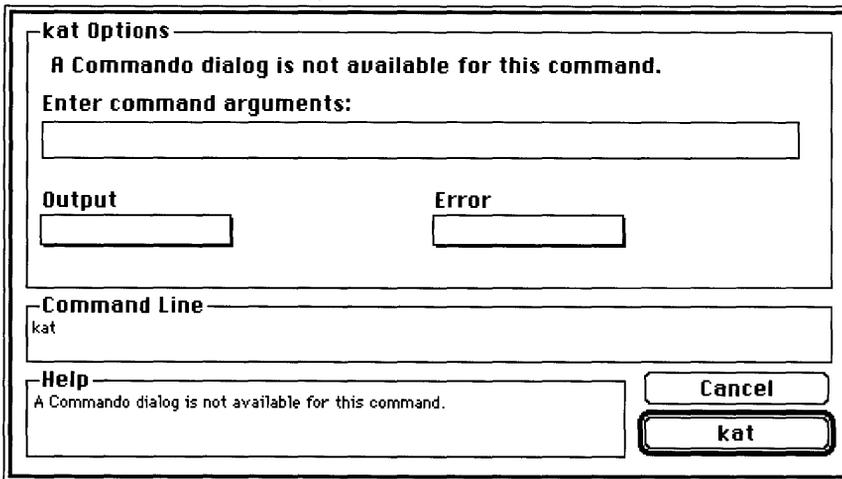 kat Options
A Commando dialog is not available for this command.
Enter command arguments:
Output Error
Command Line
kat
Help
A Commando dialog is not available for this command.
Cancel
kat